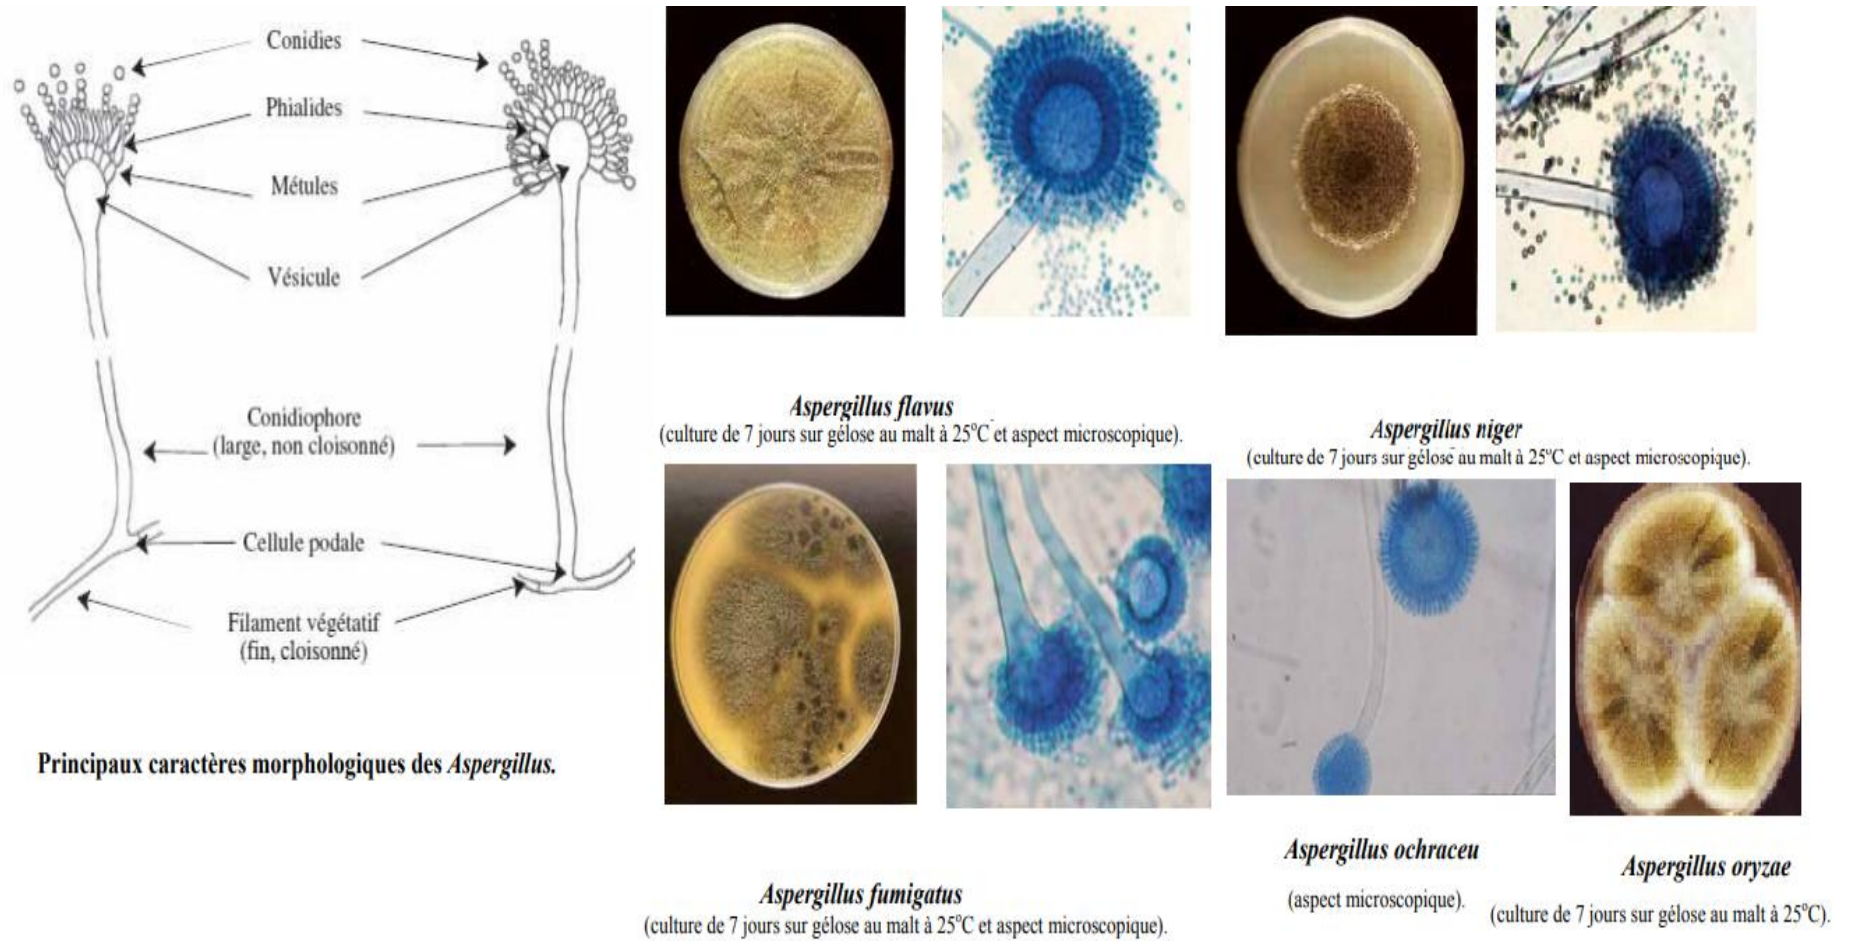 Conidies
Phialides
Métules
Vésicule
Conidiophore
(large, non cloisonné)
Cellule podale
Filament végétatif
(fin, cloisonné)
Principaux caractères morphologiques des Aspergillus.
Aspergillus flavus
(culture de 7 jours sur gélose au malt à 25°C et aspect microscopique).
Aspergillus niger
(culture de 7 jours sur gélose au malt à 25°C et aspect microscopique).
Aspergillus fumigatus
(culture de 7 jours sur gélose au malt à 25°C et aspect microscopique).
Aspergillus ochraceu
(aspect microscopique).
Aspergillus oryzae
(culture de 7 jours sur gélose au malt à 25°C).